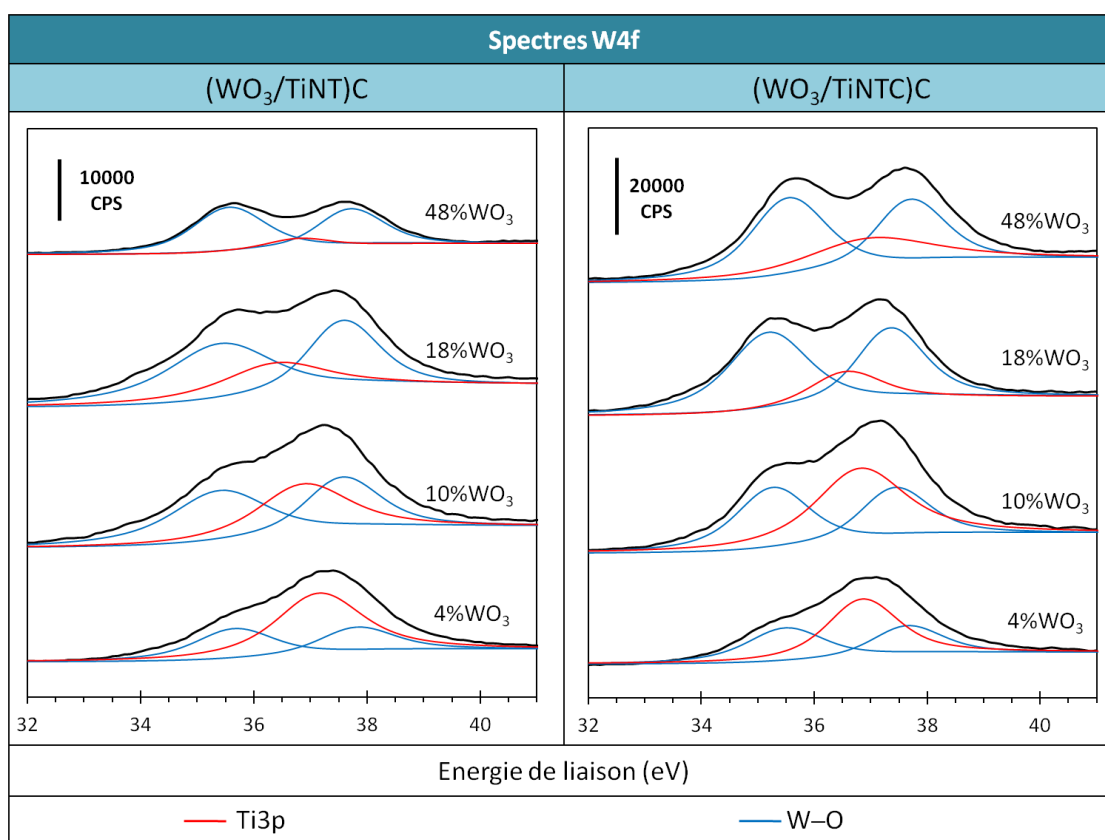 Spectres W4f
(WO₃/TiNT)C
(WO₃/TiNTC)C
10000
CPS
48%WO₃
18%WO₃
10%WO₃
4%WO₃
32 34 36 38 40
20000
CPS
48%WO₃
18%WO₃
10%WO₃
4%WO₃
32 34 36 38 40
Energie de liaison (eV)
Ti3p
W–O